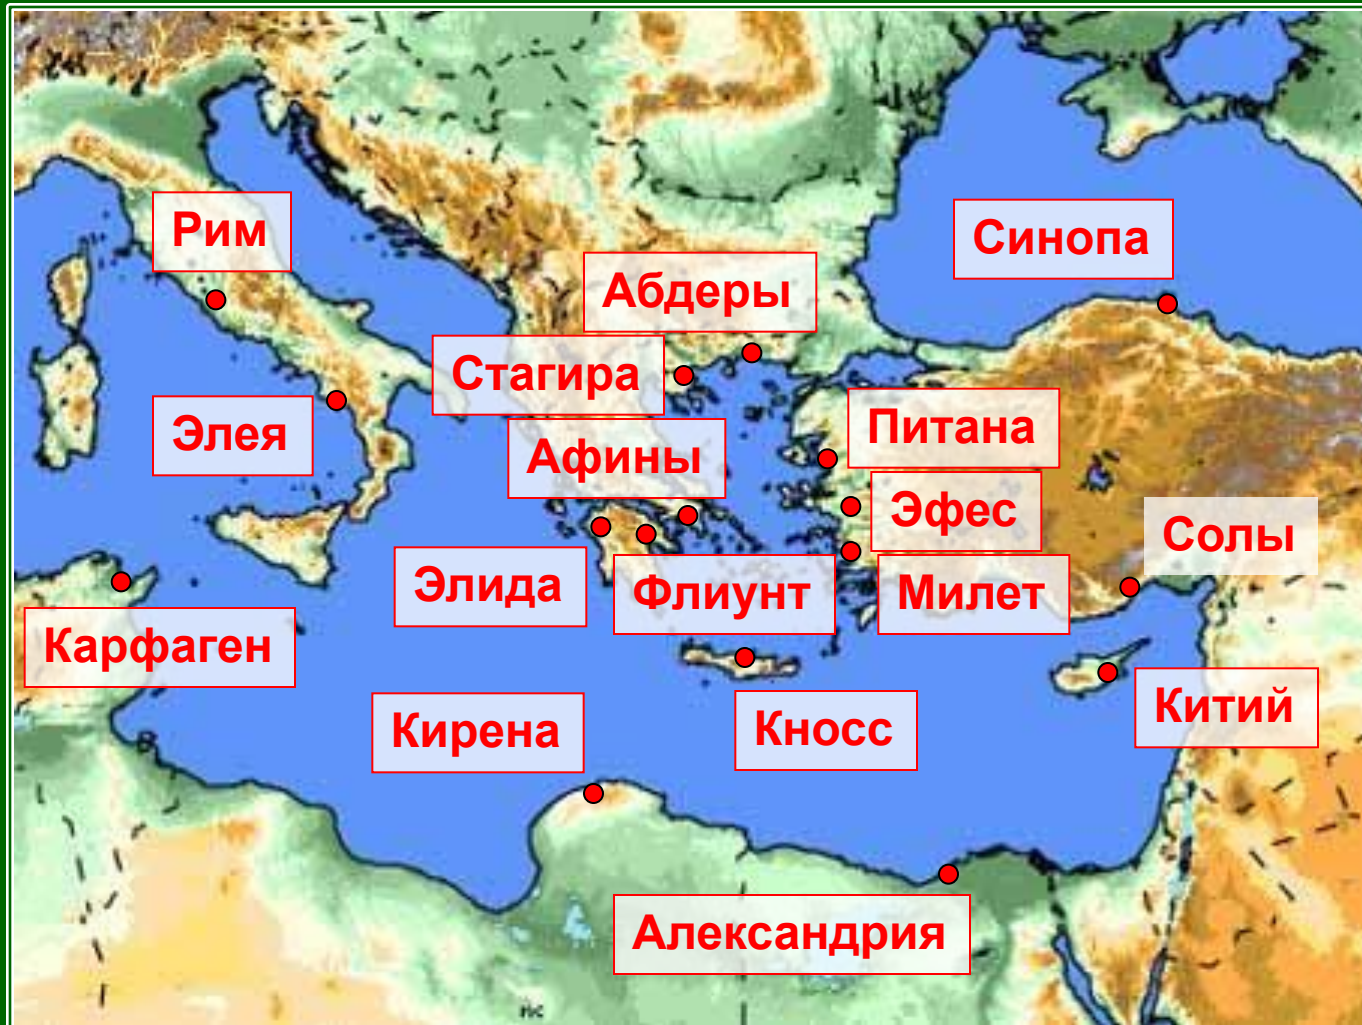 Рим
Синопа
Абдеры
Стагира
Питана
Элея
Афины
Эфес
Солы
Элида
Флиунт
Милет
Карфаген
Китий
Кирена
Кносс
Александрия